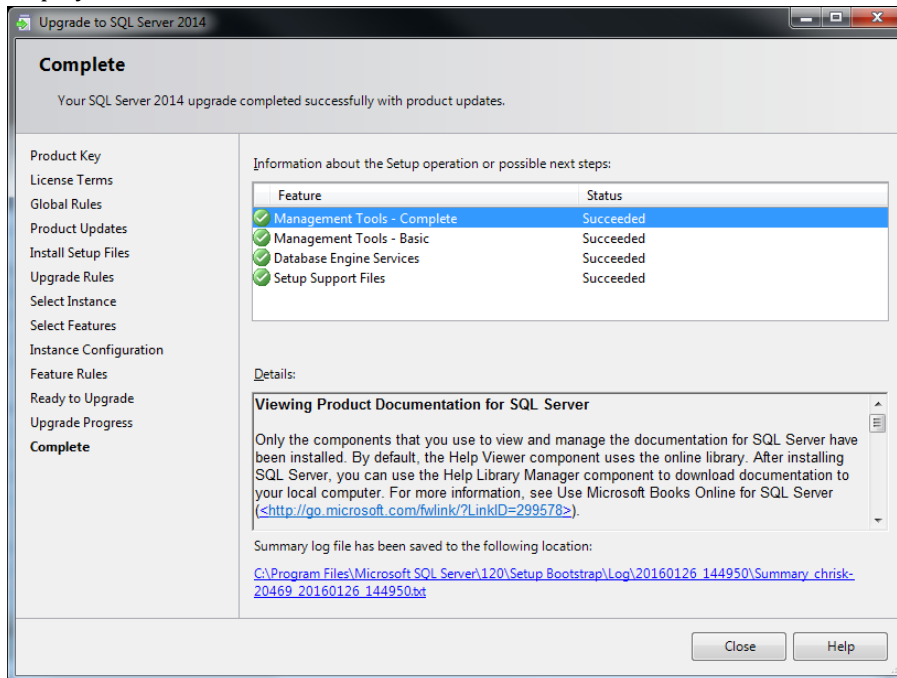 Upgrade to SQL Server 2014
Complete
Your SQL Server 2014 upgrade completed successfully with product updates.
Product Key
License Terms
Global Rules
Product Updates
Install Setup Files
Upgrade Rules
Select Instance
Select Features
Instance Configuration
Feature Rules
Ready to Upgrade
Upgrade Progress
Complete
Information about the Setup operation or possible next steps:
Feature Status
Management Tools - Complete Succeeded
Management Tools - Basic Succeeded
Database Engine Services Succeeded
Setup Support Files Succeeded
Details:
Viewing Product Documentation for SQL Server
Only the components that you use to view and manage the documentation for SQL Server have
been installed. By default, the Help Viewer component uses the online library. After installing
SQL Server, you can use the Help Library Manager component to download documentation to
your local computer. For more information, see Use Microsoft Books Online for SQL Server
(<http://go.microsoft.com/fwlink/?LinkID=299578>).
Summary log file has been saved to the following location:
C:\Program Files\Microsoft SQL Server\120\Setup Bootstrap\Log\20160126_144950\Summary_chrisk-
20469_20160126_144950.txt
Close Help